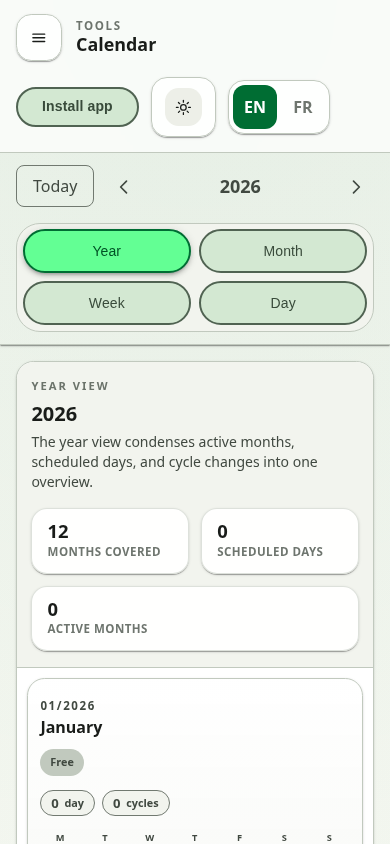 TOOLS
Calendar
Install app
EN FR
Today 2026
Year Month
Week Day
YEAR VIEW
2026
The year view condenses active months,
scheduled days, and cycle changes into one
overview.
12 0
MONTHS COVERED SCHEDULED DAYS
0
ACTIVE MONTHS
01/2026
January
Free
0 day 0 cycles
M T W T F S S